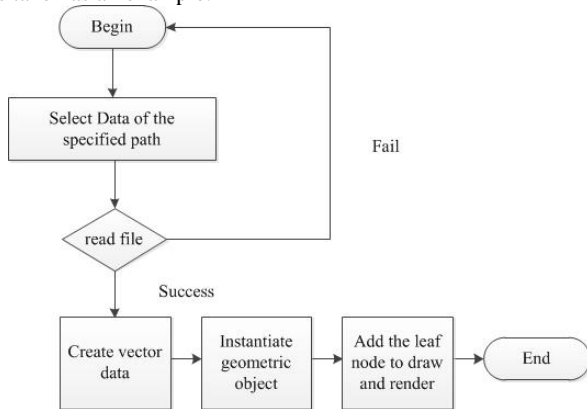 Begin
Select Data of the
specified path
Fail
read file
Success
Create vector
data
Instantiate
geometric
object
Add the leaf
node to draw
and render
End